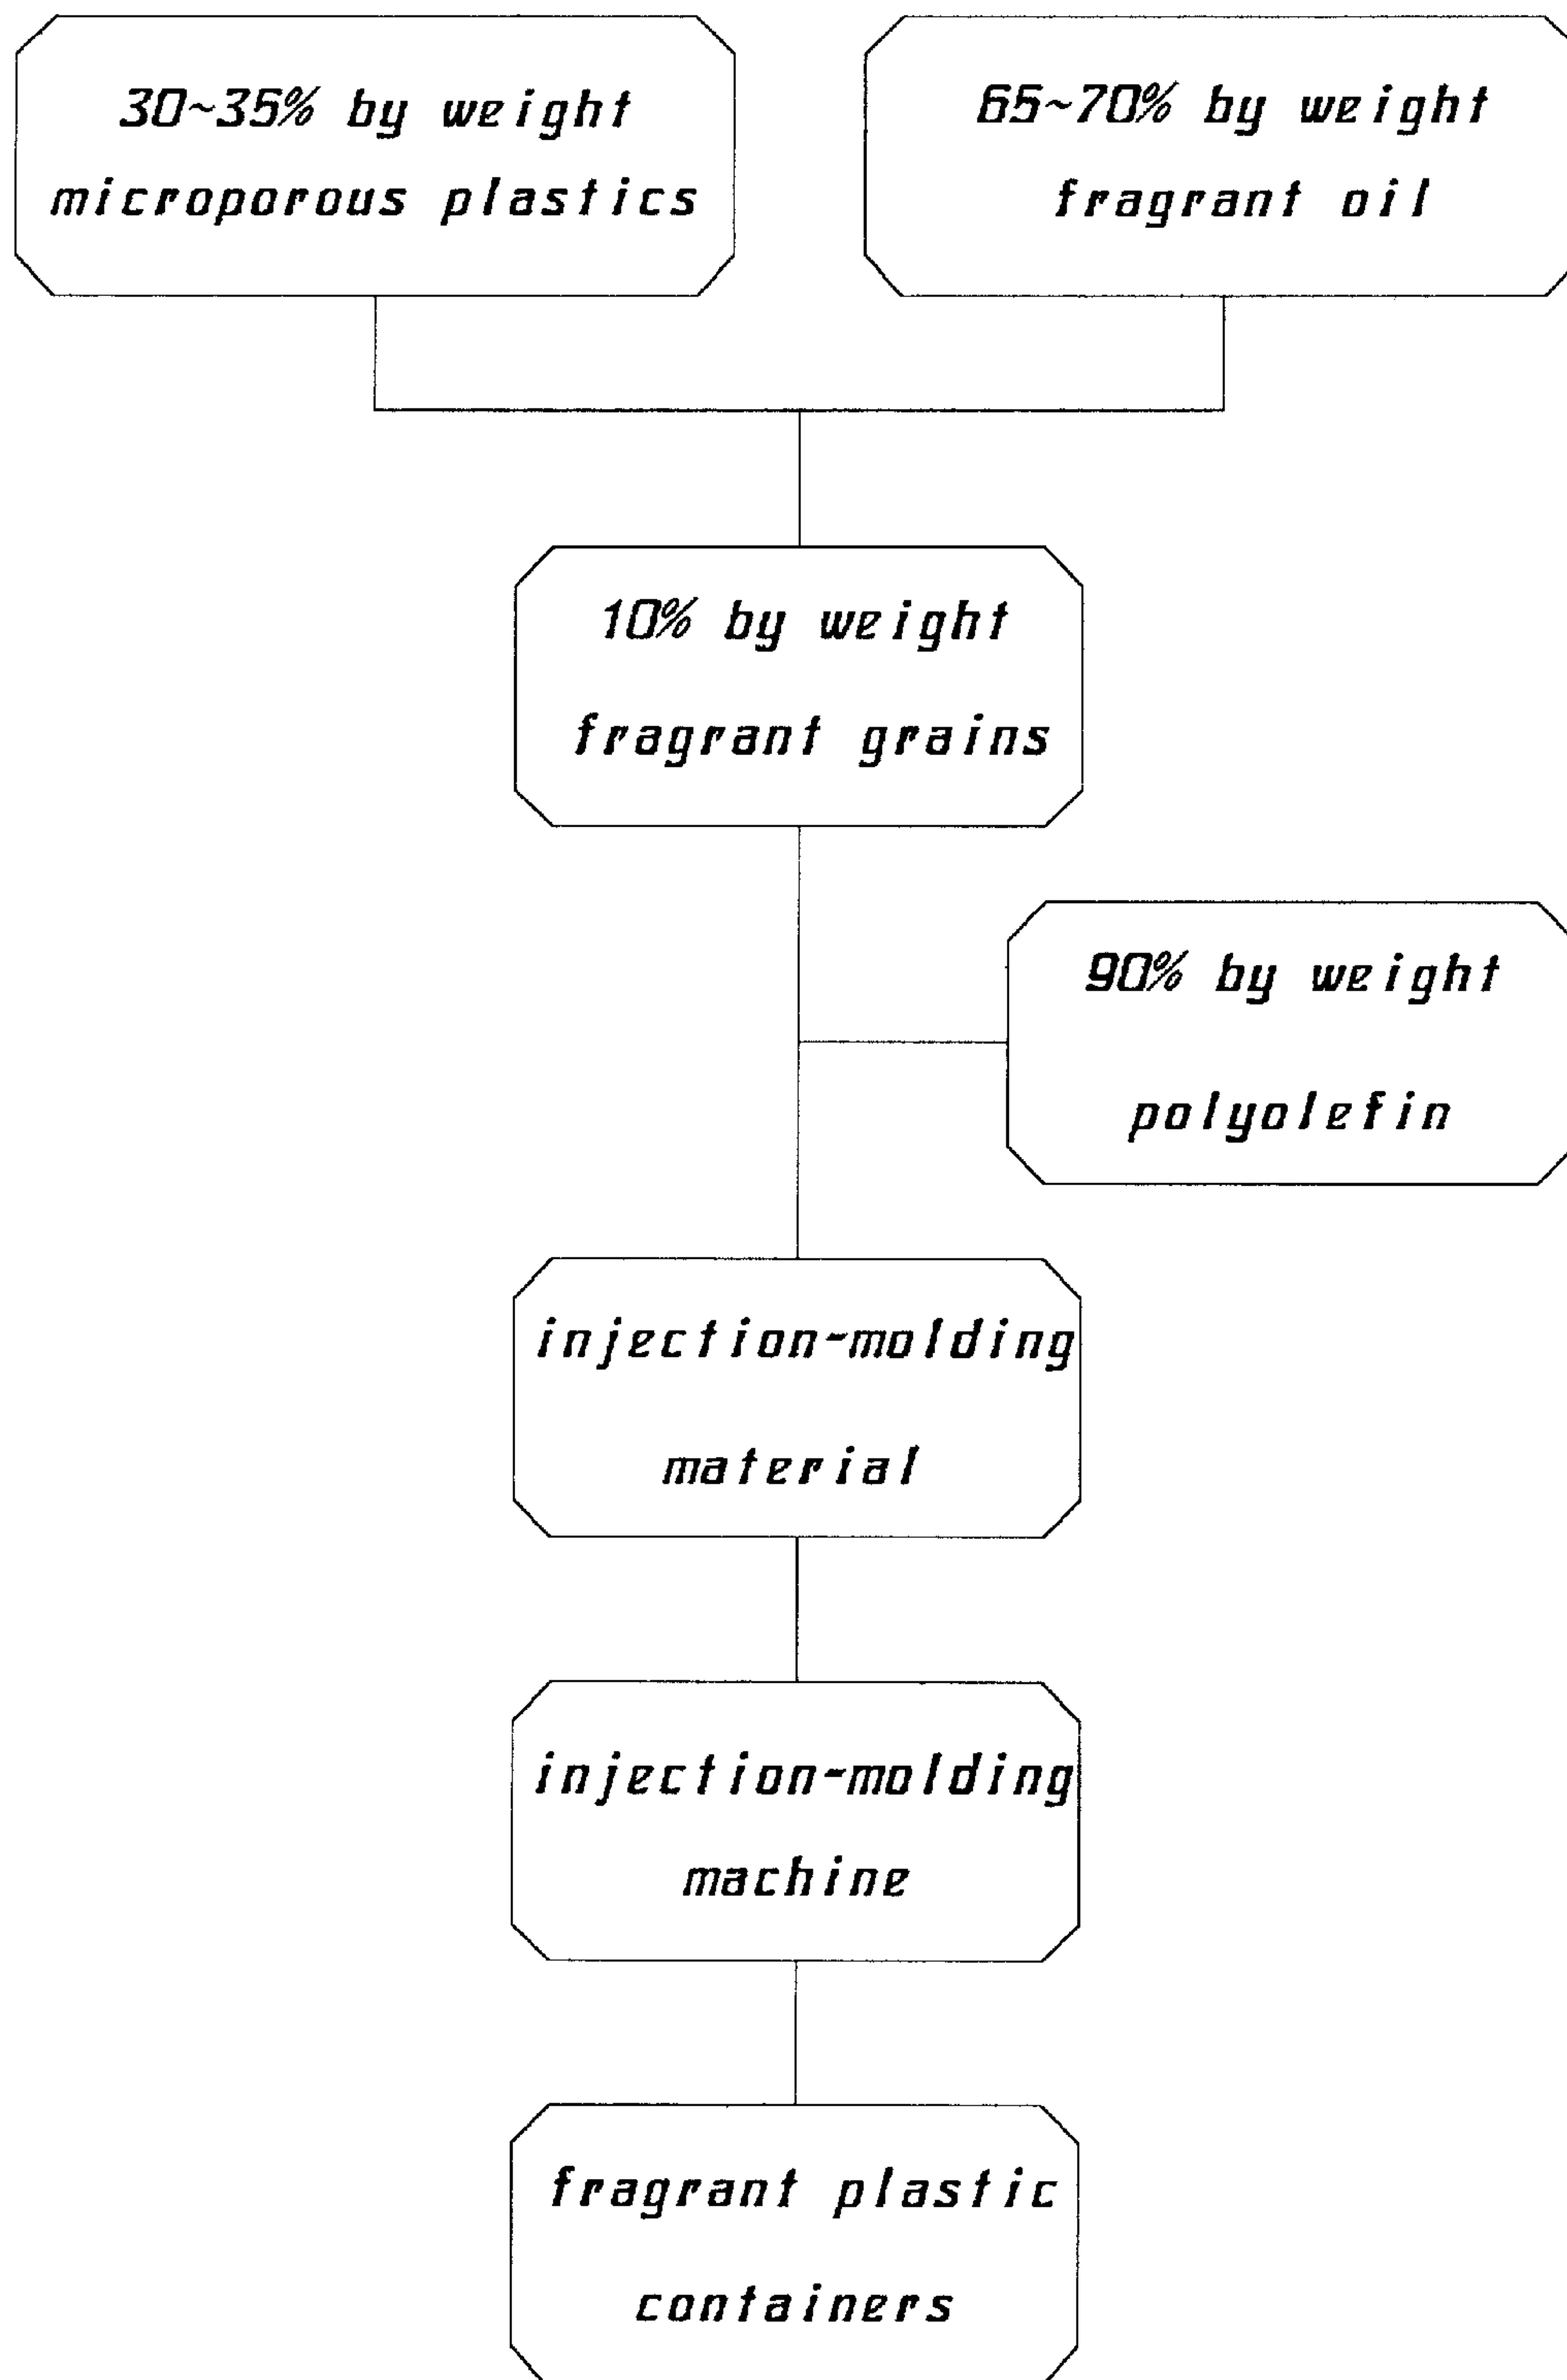 30~35% by weight
microporous plastics
65~70% by weight
fragrant oil
10% by weight
fragrant grains
90% by weight
polyolefin
injection-molding
material
injection-molding
machine
fragrant plastic
containers